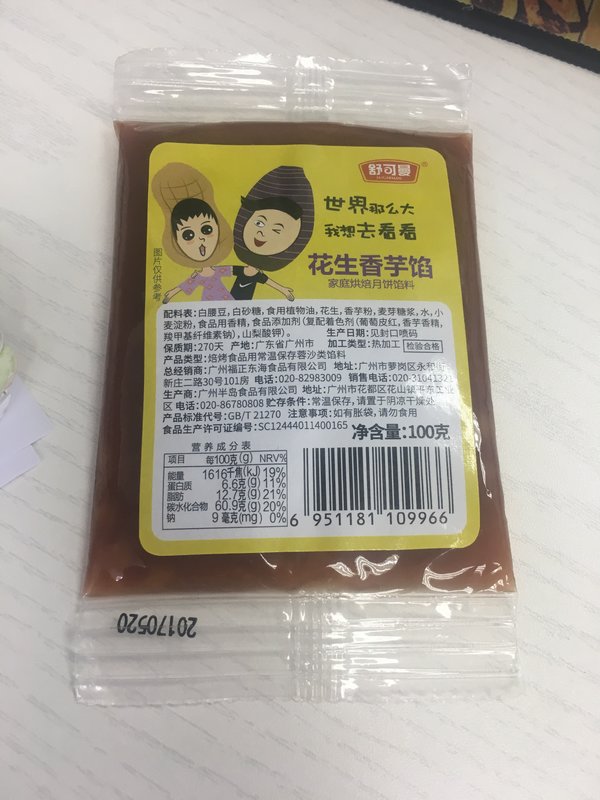 舒可曼®
世界那么大
我想去看看
花生香芋馅
家庭烘焙月饼馅料
图片仅供参考
配料表:白腰豆,白砂糖,食用植物油,花生,香芋粉,麦芽糖浆,水,小
麦淀粉,食品用香精,食品添加剂(复配着色剂(葡萄皮红,香芋香精,
羧甲基纤维素钠),山梨酸钾)。
保质期:270天 产地:广东省广州市 生产日期:见封口喷码
加工类型:热加工 检验合格
产品类型:焙烤食品用常温保存蓉沙类馅料
总经销商:广州福正东海食品有限公司 地址:广州市萝岗区永和街
新庄二路30号101房 电话:020-82983009 销售电话:020-31041321
生产商:广州半岛食品有限公司 地址:广州市花都区花山镇平东工业
区 电话:020-86780808 贮存条件:常温保存,请置于阴凉干燥处
产品标准代号:GB/T 21270 注意事项:如有胀袋,请勿食用
食品生产许可证编号:SC12444011400165 净含量:100克
营养成分表
项目 每100克(g) NRV%
能量 1616千焦(kJ) 19%
蛋白质 6.6克(g) 11%
脂肪 12.7克(g) 21%
碳水化合物 60.9克(g) 20%
钠 9毫克(mg) 0%
6 951181 109966
20170520